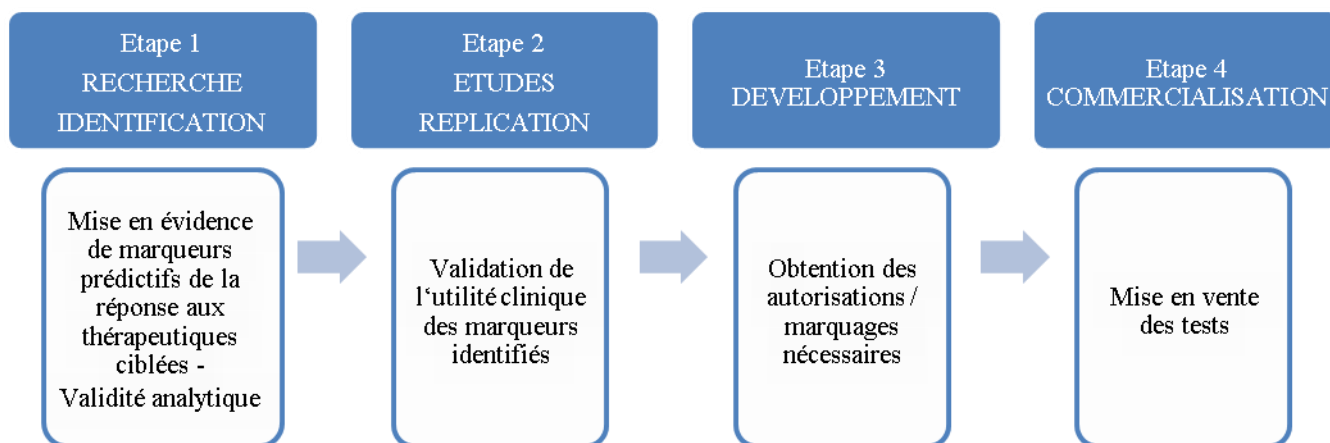 Etape 1
RECHERCHE
IDENTIFICATION
Etape 2
ETUDES
REPLICATION
Etape 3
DEVELOPPEMENT
Etape 4
COMMERCIALISATION
Mise en évidence
de marqueurs
prédictifs de la
réponse aux
thérapeutiques
ciblées -
Validité analytique
Validation de
l‘utilité clinique
des marqueurs
identifiés
Obtention des
autorisations /
marquages
nécessaires
Mise en vente
des tests